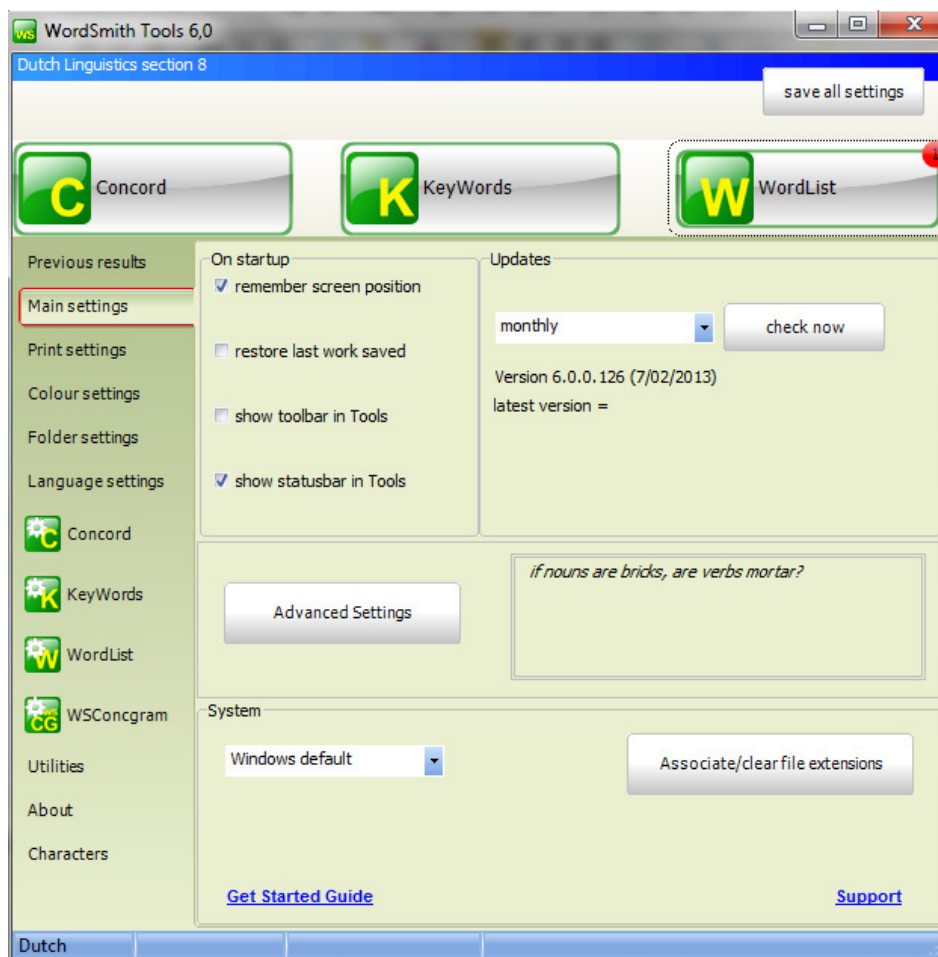 WordSmith Tools 6,0
Dutch Linguistics section 8
save all settings
Concord
KeyWords
WordList
Previous results
Main settings
Print settings
Colour settings
Folder settings
Language settings
Concord
KeyWords
WordList
WSConcgram
Utilities
About
Characters
On startup
remember screen position
restore last work saved
show toolbar in Tools
show statusbar in Tools
Updates
monthly
check now
Version 6.0.0.126 (7/02/2013)
latest version =
Advanced Settings
if nouns are bricks, are verbs mortar?
System
Windows default
Associate/clear file extensions
Get Started Guide
Support
Dutch